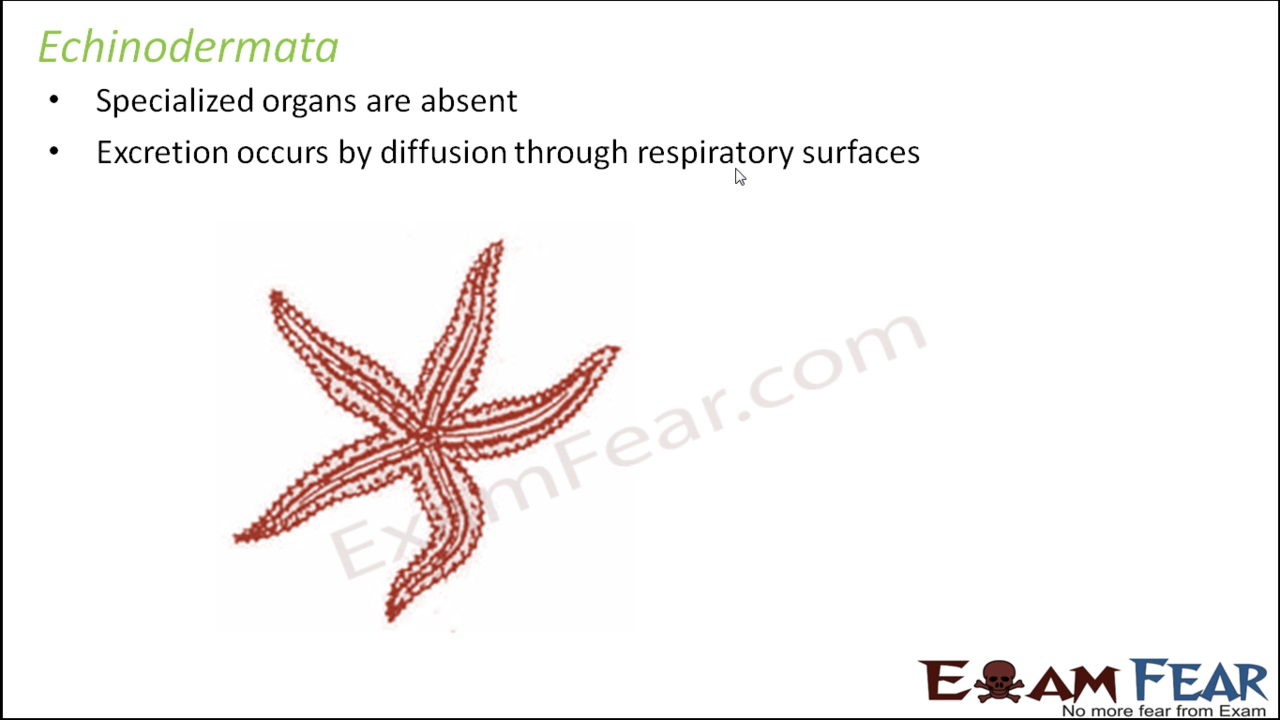 Echinodermata
• Specialized organs are absent
• Excretion occurs by diffusion through respiratory surfaces
ExamFear.com
EXAM FEAR
No more fear from Exam